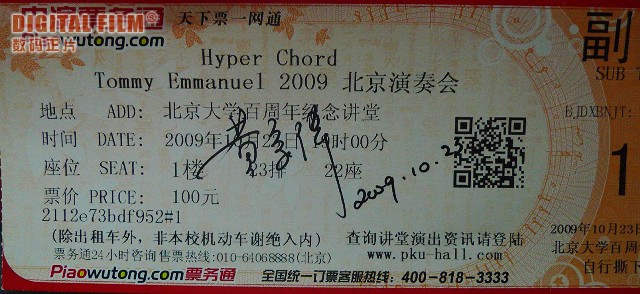 DIGITAL FILM
数码正片
票务通
天下票一网通
Hyper Chord
Tommy Emmanuel 2009 北京演奏会
地点 ADD: 北京大学百周年纪念讲堂
时间 DATE: 2009年 时00分
座位 SEAT: 1楼 23排 22座
票价 PRICE: 100元
2112e73bdf952#1
2009.10.23
(除出租车外,非本校机动车谢绝入内)
票务通24小时咨询售票热线:010-64068888(北京)
查询讲堂演出资讯请登陆
www.pku-hall.com
Piaowutong.com票务通
全国统一订票客服热线: 400-818-3333
副
SUB
BJDXBNJT:
1
2009年10月23
北京大学百周
自行撕下